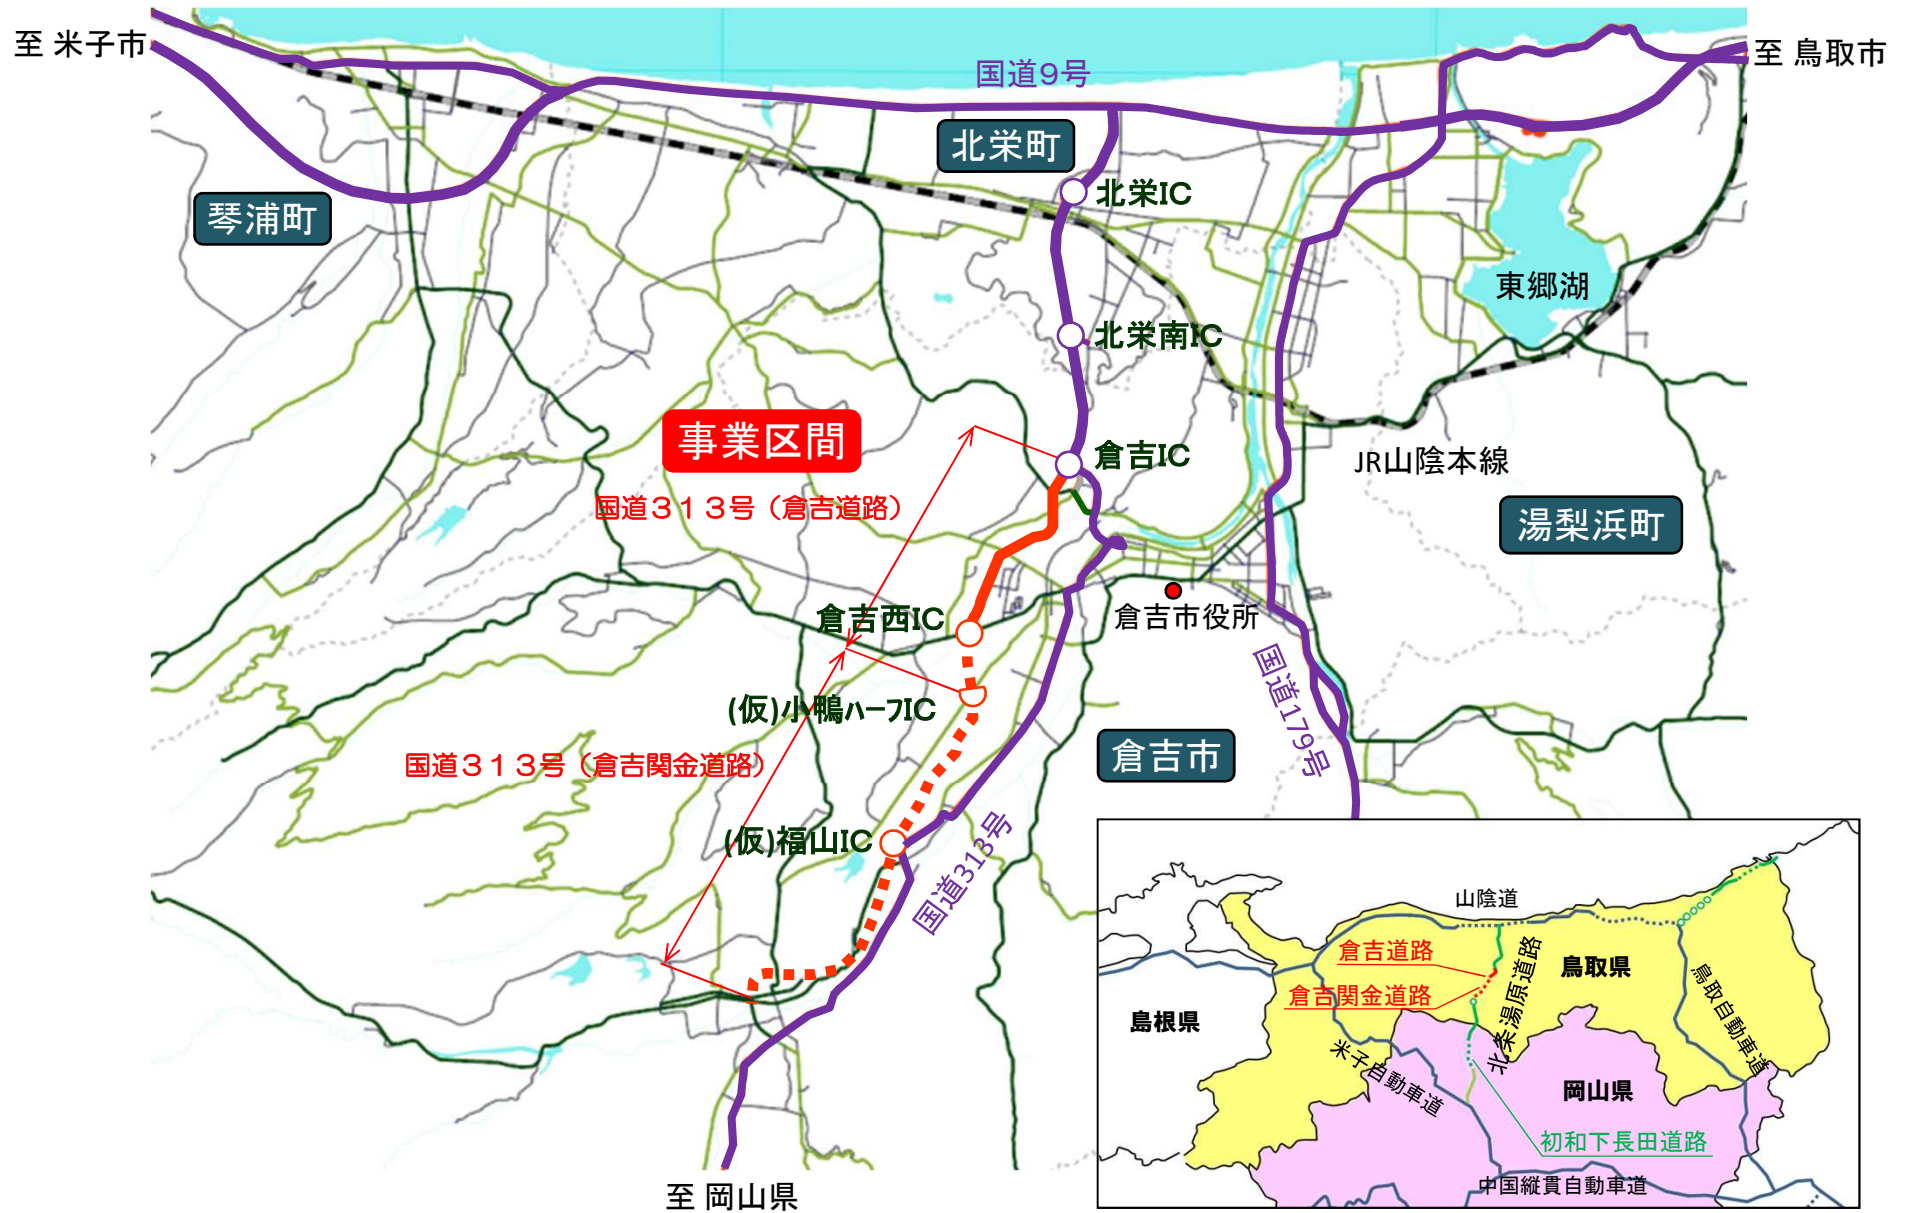 至 米子市
国道9号
至 鳥取市
北栄町
北栄IC
琴浦町
東郷湖
北栄南IC
事業区間
倉吉IC
JR山陰本線
国道３１３号（倉吉道路）
湯梨浜町
倉吉西IC
倉吉市役所
国道179号
(仮)小鴨ハーフIC
国道３１３号（倉吉関金道路）
倉吉市
(仮)福山IC
国道313号
至 岡山県
山陰道
倉吉道路
鳥取県
倉吉関金道路
北条湯原道路
鳥取自動車道
島根県
米子自動車道
岡山県
初和下長田道路
中国縦貫自動車道